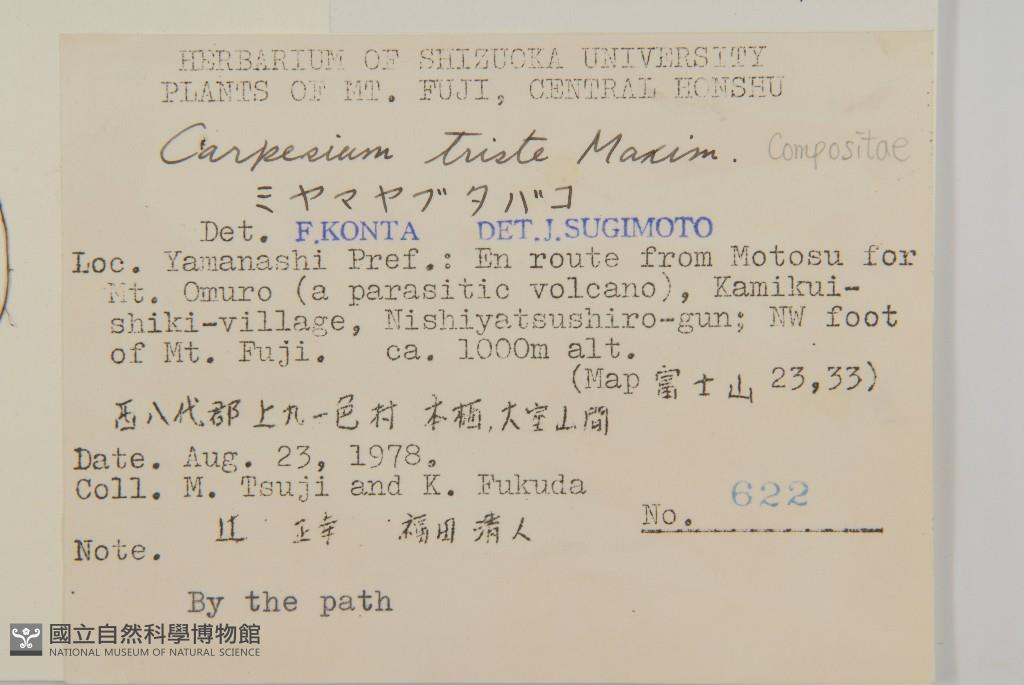 HERBARIUM OF SHIZUOKA UNIVERSITY
PLANTS OF MT. FUJI, CENTRAL HONSHU
Carpesium triste Maxim. Compositae
ミヤマヤブタバコ
Det. F.KONTA DET.J.SUGIMOTO
Loc. Yamanashi Pref.: En route from Motosu for
Mt. Omuro (a parasitic volcano), Kamikui-
shiki-village, Nishiyatsushiro-gun; NW foot
of Mt. Fuji. ca. 1000m alt.
(Map 富士山 23,33)
西八代郡上九一色村 本栖,大室山間
Date. Aug. 23, 1978.
Coll. M. Tsuji and K. Fukuda
No. 622
辻 正幸 福田清人
Note.
By the path
國立自然科學博物館
NATIONAL MUSEUM OF NATURAL SCIENCE